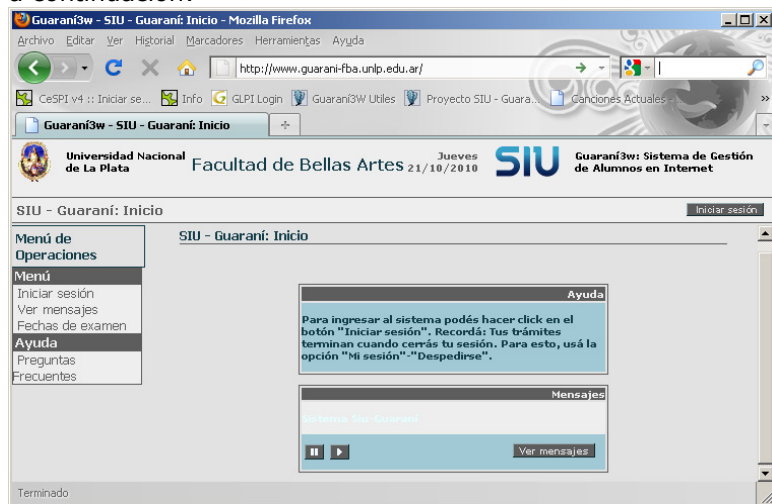 a continuación.
Guaraní3w - SIU - Guaraní: Inicio - Mozilla Firefox
Archivo Editar Ver Historial Marcadores Herramientas Ayuda
http://www.guarani-fba.unlp.edu.ar/
CeSPI v4 :: Iniciar se... Info GLPI Login Guaraní3W Utiles Proyecto SIU - Guara... Canciones Actuales - ... »
Guaraní3w - SIU - Guaraní: Inicio
Universidad Nacional de La Plata
Facultad de Bellas Artes
Jueves 21/10/2010
SIU
Guaraní3w: Sistema de Gestión
de Alumnos en Internet
SIU - Guaraní: Inicio
Iniciar sesión
Menú de
Operaciones
Menú
Iniciar sesión
Ver mensajes
Fechas de examen
Ayuda
Preguntas
Frecuentes
SIU - Guaraní: Inicio
Ayuda
Para ingresar al sistema podés hacer click en el
botón "Iniciar sesión". Recordá: Tus trámites
terminan cuando cerrás tu sesión. Para esto, usá la
opción "Mi sesión"-"Despedirse".
Mensajes
Ver mensajes
Terminado